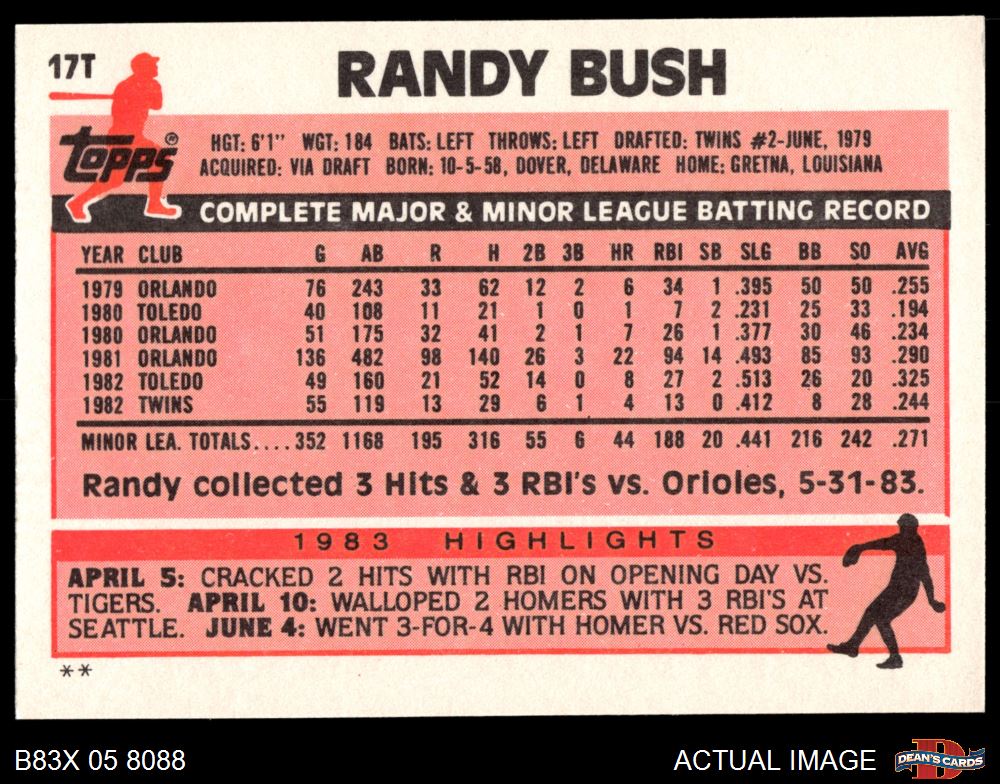 17T
RANDY BUSH
Topps®
HGT: 6'1" WGT: 184 BATS: LEFT THROWS: LEFT DRAFTED: TWINS #2-JUNE, 1979
ACQUIRED: VIA DRAFT BORN: 10-5-58, DOVER, DELAWARE HOME: GRETNA, LOUISIANA
COMPLETE MAJOR & MINOR LEAGUE BATTING RECORD
YEAR CLUB G AB R H 2B 3B HR RBI SB SLG BB SO AVG
1979 ORLANDO 76 243 33 62 12 2 6 34 1 .395 50 50 .255
1980 TOLEDO 40 108 11 21 1 0 1 7 2 .231 25 33 .194
1980 ORLANDO 51 175 32 41 2 1 7 26 1 .377 30 46 .234
1981 ORLANDO 136 482 98 140 26 3 22 94 14 .493 85 93 .290
1982 TOLEDO 49 160 21 52 14 0 8 27 2 .513 26 20 .325
1982 TWINS 55 119 13 29 6 1 4 13 0 .412 8 28 .244
MINOR LEA. TOTALS....352 1168 195 316 55 6 44 188 20 .441 216 242 .271
Randy collected 3 Hits & 3 RBI's vs. Orioles, 5-31-83.
1983 HIGHLIGHTS
APRIL 5: CRACKED 2 HITS WITH RBI ON OPENING DAY VS.
TIGERS. APRIL 10: WALLOPED 2 HOMERS WITH 3 RBI'S AT
SEATTLE. JUNE 4: WENT 3-FOR-4 WITH HOMER VS. RED SOX.
**
B83X 05 8088
ACTUAL IMAGE
D
DEAN'S CARDS